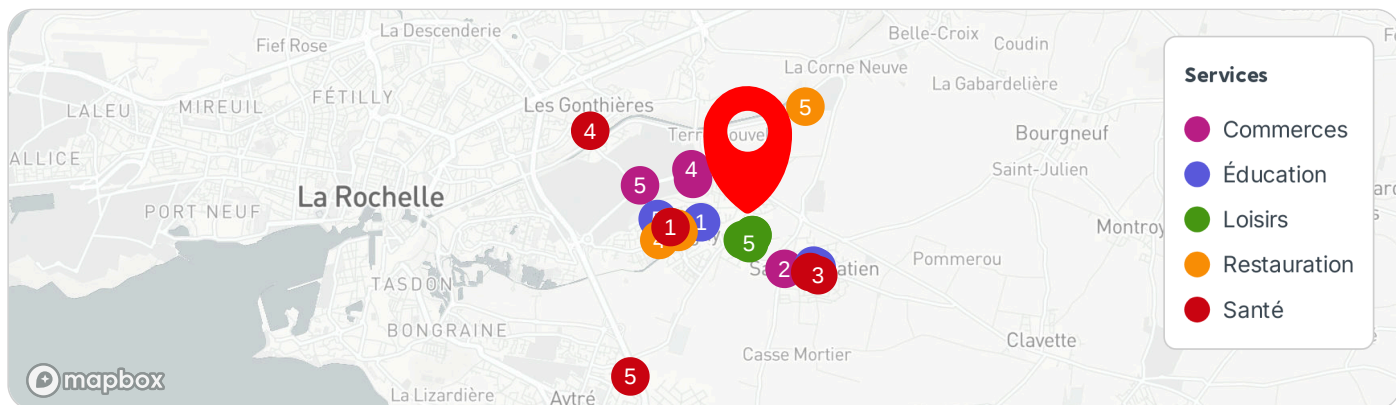 La Descenderie
Fief Rose
Belle-Croix
Coudin
La Corne Neuve
La Gabardelière
Services
LALEU
MIREUIL
FÉTILLY
Les Gonthières
5
4
Bourgneuf
Commerces
ALLICE
Saint-Julien
4
5
Éducation
La Rochelle
PORT NEUF
1
1
5
Montroy
Loisirs
Pommerou
2
3
Restauration
TASDON
Santé
BONGRAINE
Clavette
Casse Mortier
5
mapbox
La Lizardière
Aytré